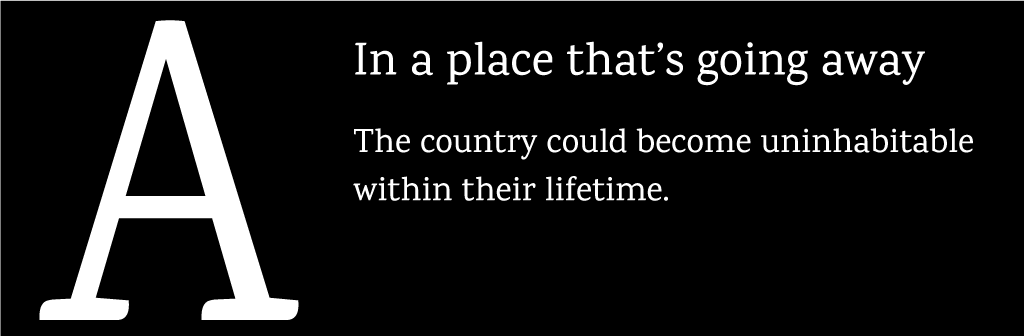 A
In a place that’s going away
The country could become uninhabitable
within their lifetime.